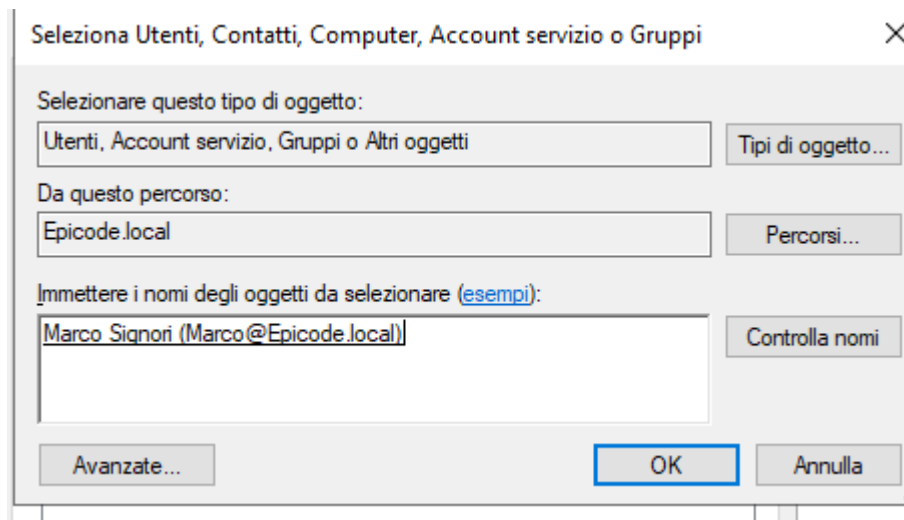 Seleziona Utenti, Contatti, Computer, Account servizio o Gruppi
Selezionare questo tipo di oggetto:
Utenti, Account servizio, Gruppi o Altri oggetti
Tipi di oggetto...
Da questo percorso:
Epicode.local
Percorsi...
Immettere i nomi degli oggetti da selezionare (esempi):
Marco Signori (Marco@Epicode.local)
Controlla nomi
Avanzate...
OK
Annulla